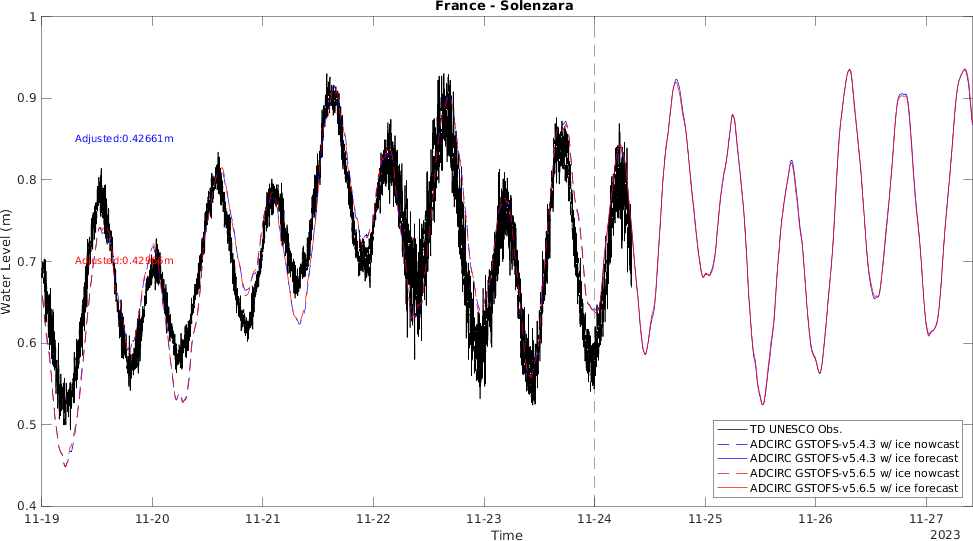 France - Solenzara
1
0.9
0.8
0.7
0.6
0.5
0.4
Water Level (m)
Adjusted:0.42661m
11-19
11-20
11-21
11-22
11-23
11-24
11-25
11-26
11-27
2023
Time
TD UNESCO Obs.
ADCIRC GSTOFS-v5.4.3 w/ ice nowcast
ADCIRC GSTOFS-v5.4.3 w/ ice forecast
ADCIRC GSTOFS-v5.6.5 w/ ice nowcast
ADCIRC GSTOFS-v5.6.5 w/ ice forecast